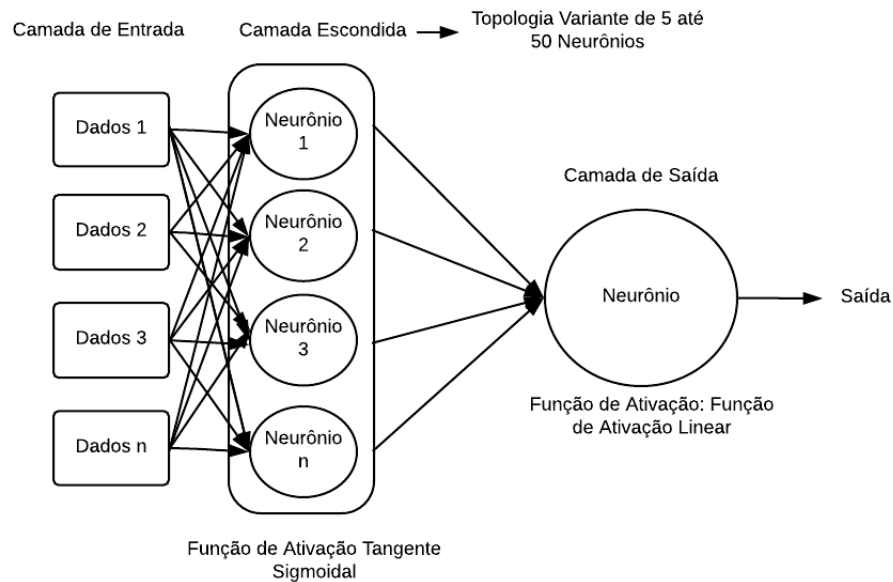 Camada de Entrada
Camada Escondida
Topologia Variante de 5 até
50 Neurônios
Dados 1
Dados 2
Dados 3
Dados n
Neurônio
1
Neurônio
2
Neurônio
3
Neurônio
n
Função de Ativação Tangente
Sigmoidal
Camada de Saída
Neurônio
Função de Ativação: Função
de Ativação Linear
Saída